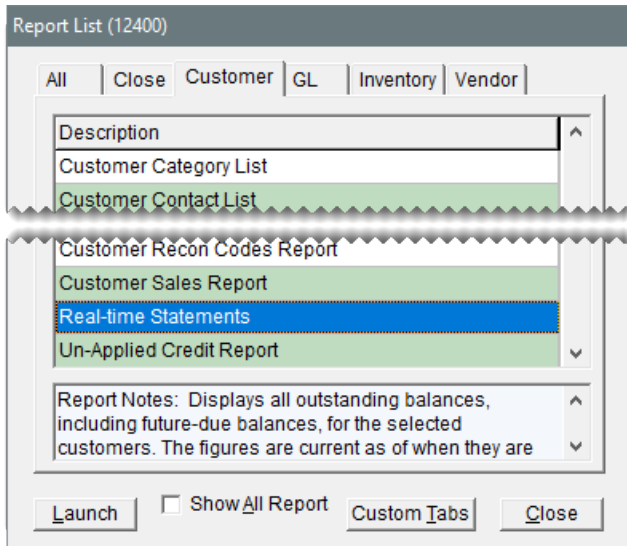 Report List (12400)
All Close Customer GL Inventory Vendor
Description
Customer Category List
Customer Contact List
Customer Recon Codes Report
Customer Sales Report
Real-time Statements
Un-Applied Credit Report
Report Notes: Displays all outstanding balances,
including future-due balances, for the selected
customers. The figures are current as of when they are
Launch Show All Report Custom Tabs Close